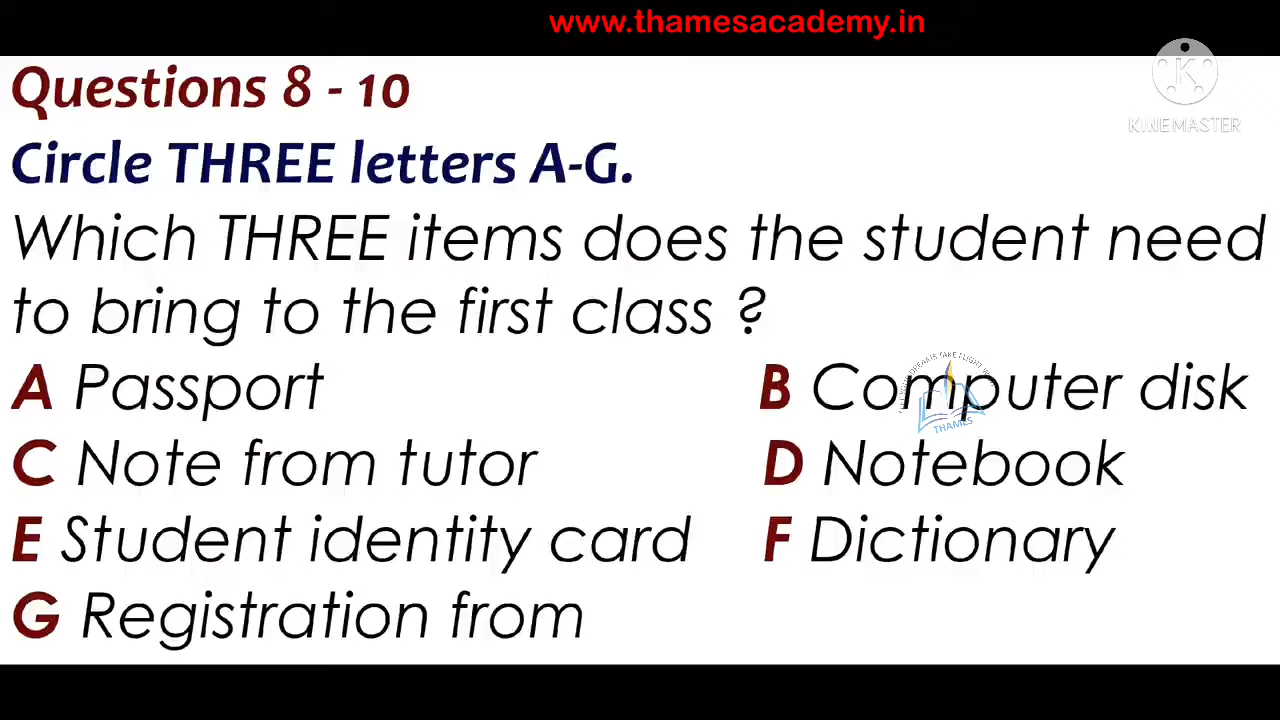 www.thamesacademy.in
Questions 8 - 10
KINEMASTER
Circle THREE letters A-G.
Which THREE items does the student need
to bring to the first class ?
A Passport B Computer disk
THAMES
C Note from tutor D Notebook
E Student identity card F Dictionary
G Registration from